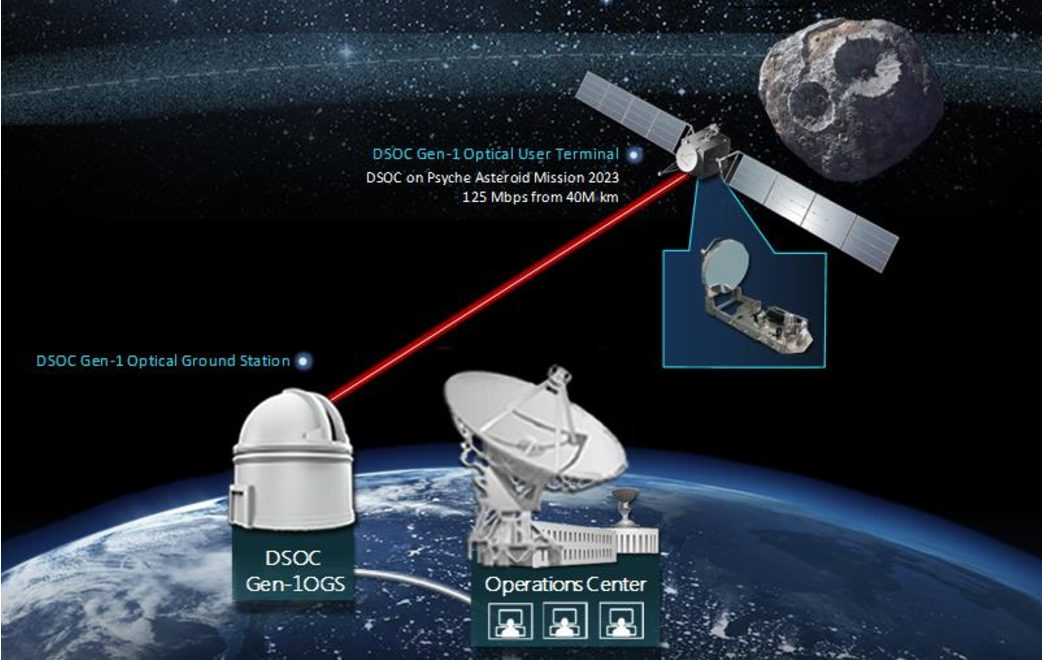 DSOC Gen-1 Optical User Terminal
DSOC on Psyche Asteroid Mission 2023
125 Mbps from 40M km
DSOC Gen-1 Optical Ground Station
DSOC
Gen-1OGS
Operations Center